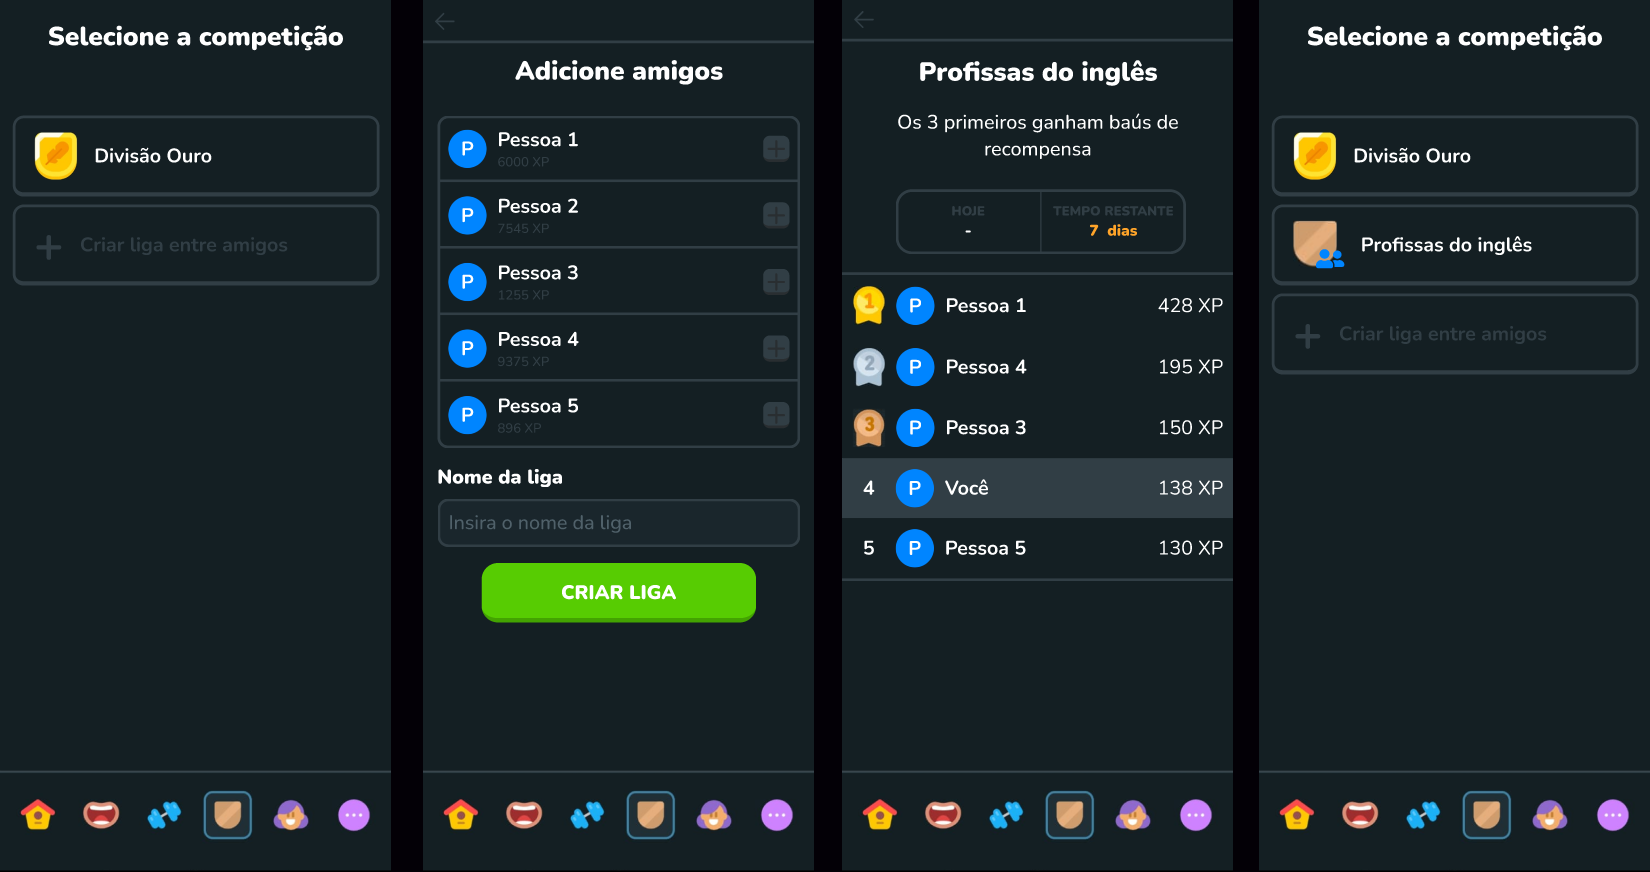 Selecione a competição
Divisão Ouro
Criar liga entre amigos
Adicione amigos
P Pessoa 1
6000 XP
P Pessoa 2
7545 XP
P Pessoa 3
1255 XP
P Pessoa 4
9375 XP
P Pessoa 5
896 XP
Nome da liga
Insira o nome da liga
CRIAR LIGA
Profissas do inglês
Os 3 primeiros ganham baús de
recompensa
HOJE
-
TEMPO RESTANTE
7 dias
1 P Pessoa 1 428 XP
2 P Pessoa 4 195 XP
3 P Pessoa 3 150 XP
4 P Você 138 XP
5 P Pessoa 5 130 XP
Selecione a competição
Divisão Ouro
Profissas do inglês
Criar liga entre amigos